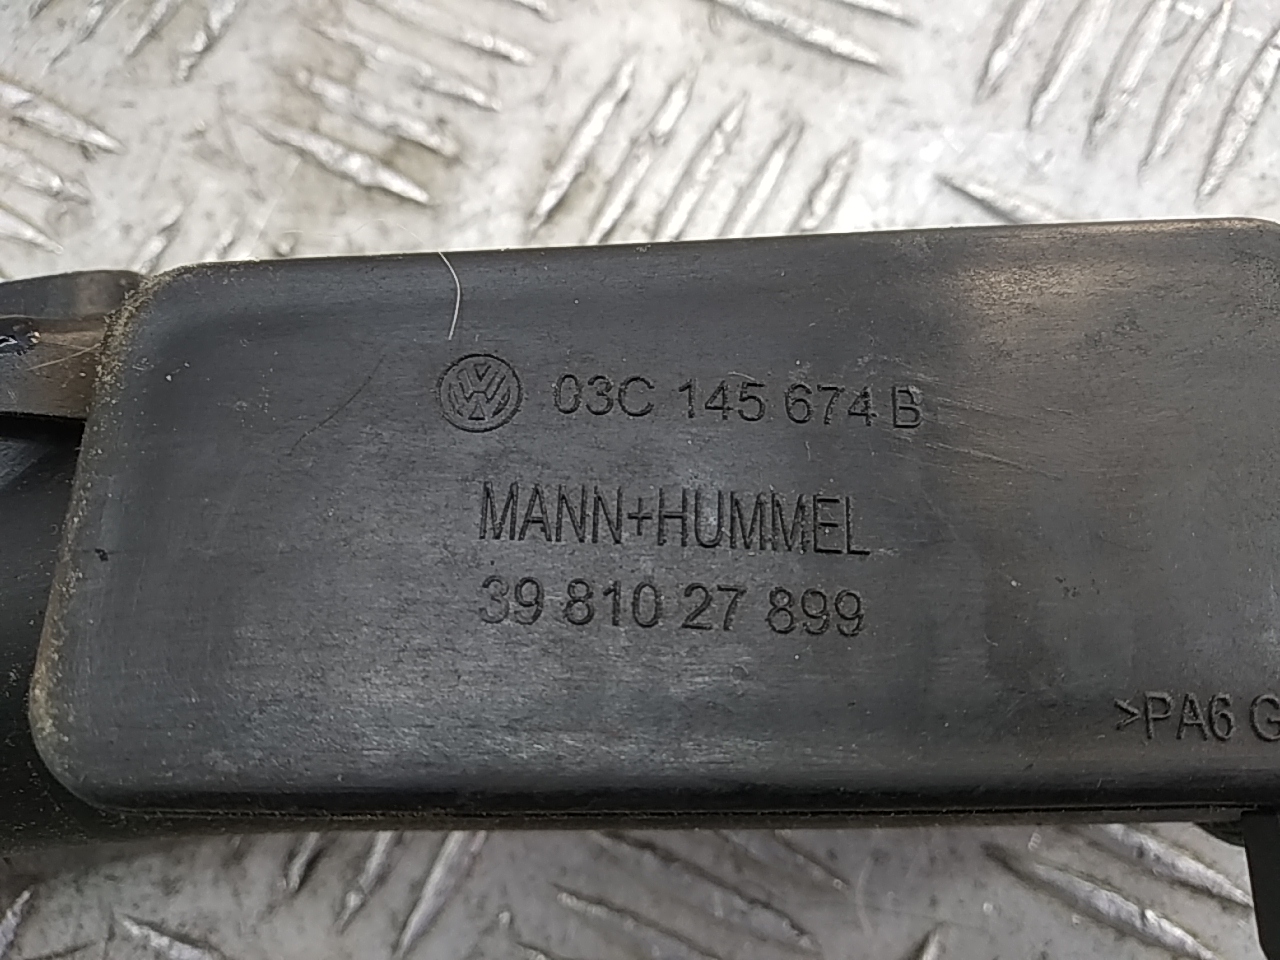 03C 145 674 B
MANN+HUMMEL
39 810 27 899
>PA6 G